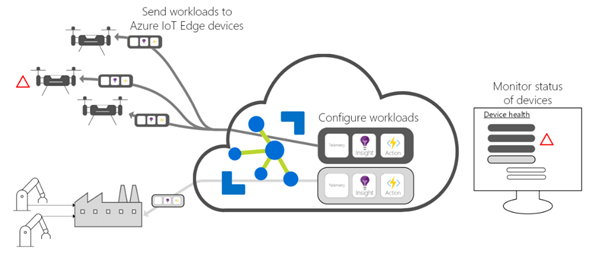 Send workloads to
Azure IoT Edge devices
Configure workloads
Telemetry
Insight
Action
Telemetry
Insight
Action
Monitor status
of devices
Device health